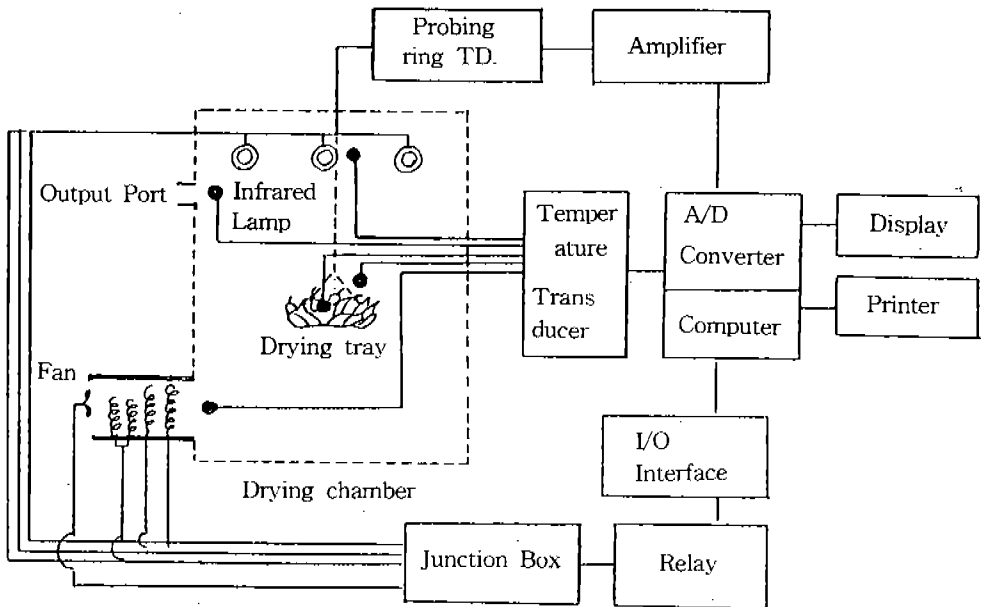 Probing
ring TD.
Amplifier
Output Port
Infrared
Lamp
Temper
ature
Trans
ducer
A/D
Converter
Computer
Display
Printer
Drying tray
Fan
Drying chamber
I/O
Interface
Junction Box
Relay